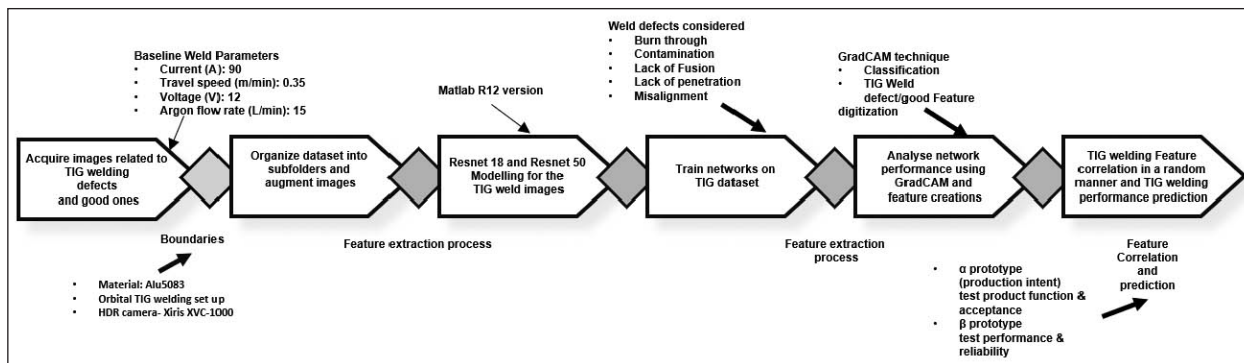 Baseline Weld Parameters
• Current (A): 90
• Travel speed (m/min): 0.35
• Voltage (V): 12
• Argon flow rate (L/min): 15
Matlab R12 version
Weld defects considered
• Burn through
• Contamination
• Lack of Fusion
• Lack of penetration
• Misalignment
GradCAM technique
• Classification
• TIG Weld
defect/good Feature
digitization
Acquire images related to
TIG welding
defects
and good ones
Organize dataset into
subfolders and
augment images
Resnet 18 and Resnet 50
Modelling for the
TIG weld images
Train networks on
TIG dataset
Analyse network
performance using
GradCAM and
feature creations
TIG welding Feature
correlation in a random
manner and TIG welding
performance prediction
Boundaries
• Material: Alu5083
• Orbital TIG welding set up
• HDR camera- Xiris XVC-1000
Feature extraction process
Feature extraction
process
Feature
Correlation
and
prediction
• α prototype
(production intent)
test product function &
acceptance
• β prototype
test performance &
reliability